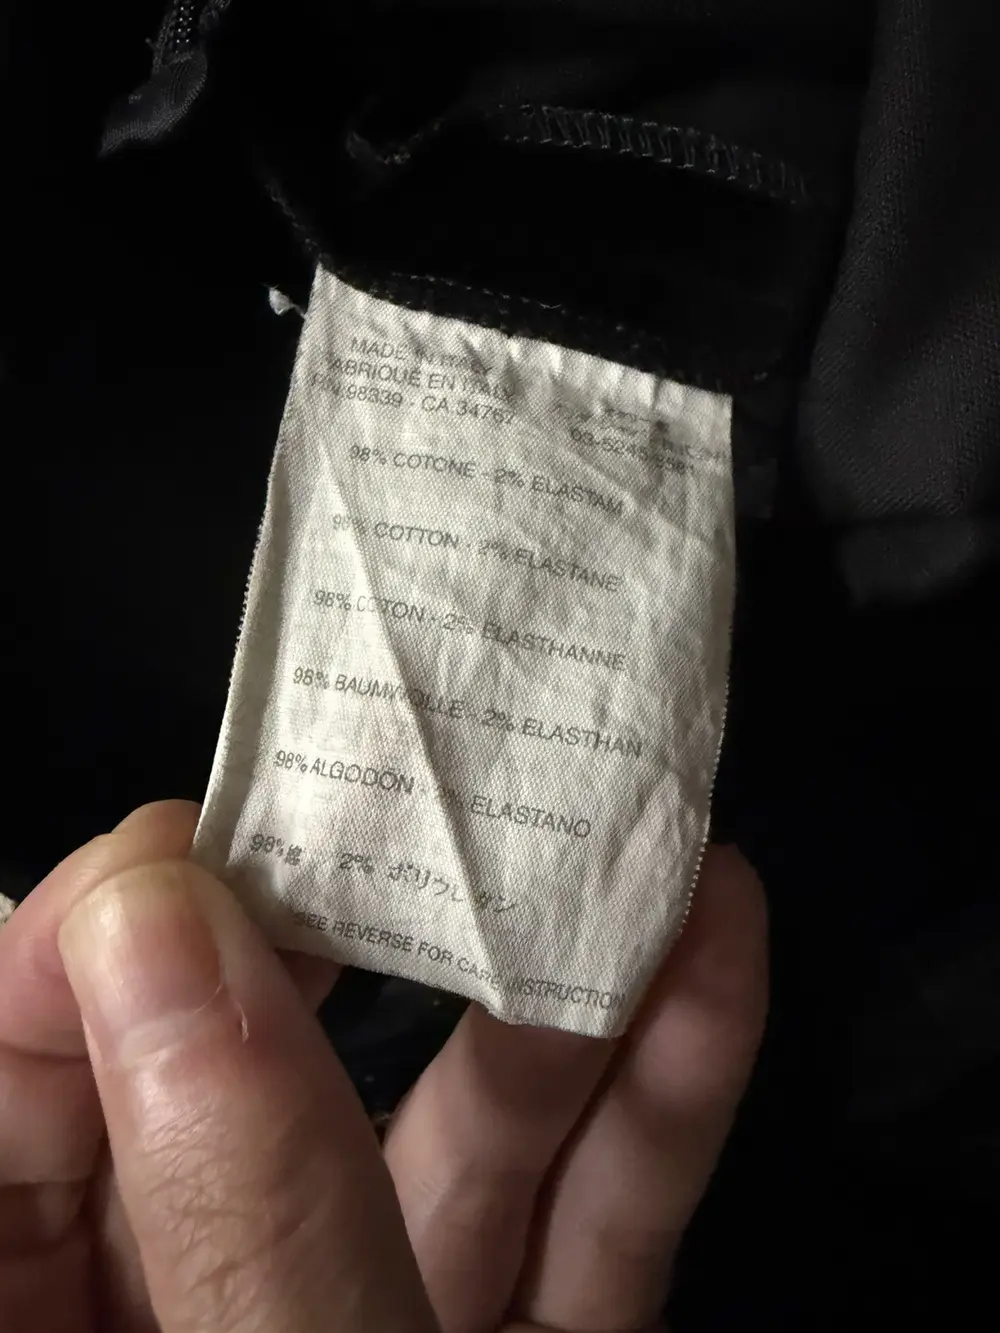 MADE IN ITALY
FABRIQUE EN ITALY
RN 98339 - CA 34767
98% COTONE - 2% ELASTAM
98% COTTON - 2% ELASTANE
98% COTON - 2% ELASTHANNE
98% BAUMWOLLE - 2% ELASTHAN
98% ALGODÓN - 2% ELASTANO
98% 綿 2% ポリウレタン
SEE REVERSE FOR CARE INSTRUCTION